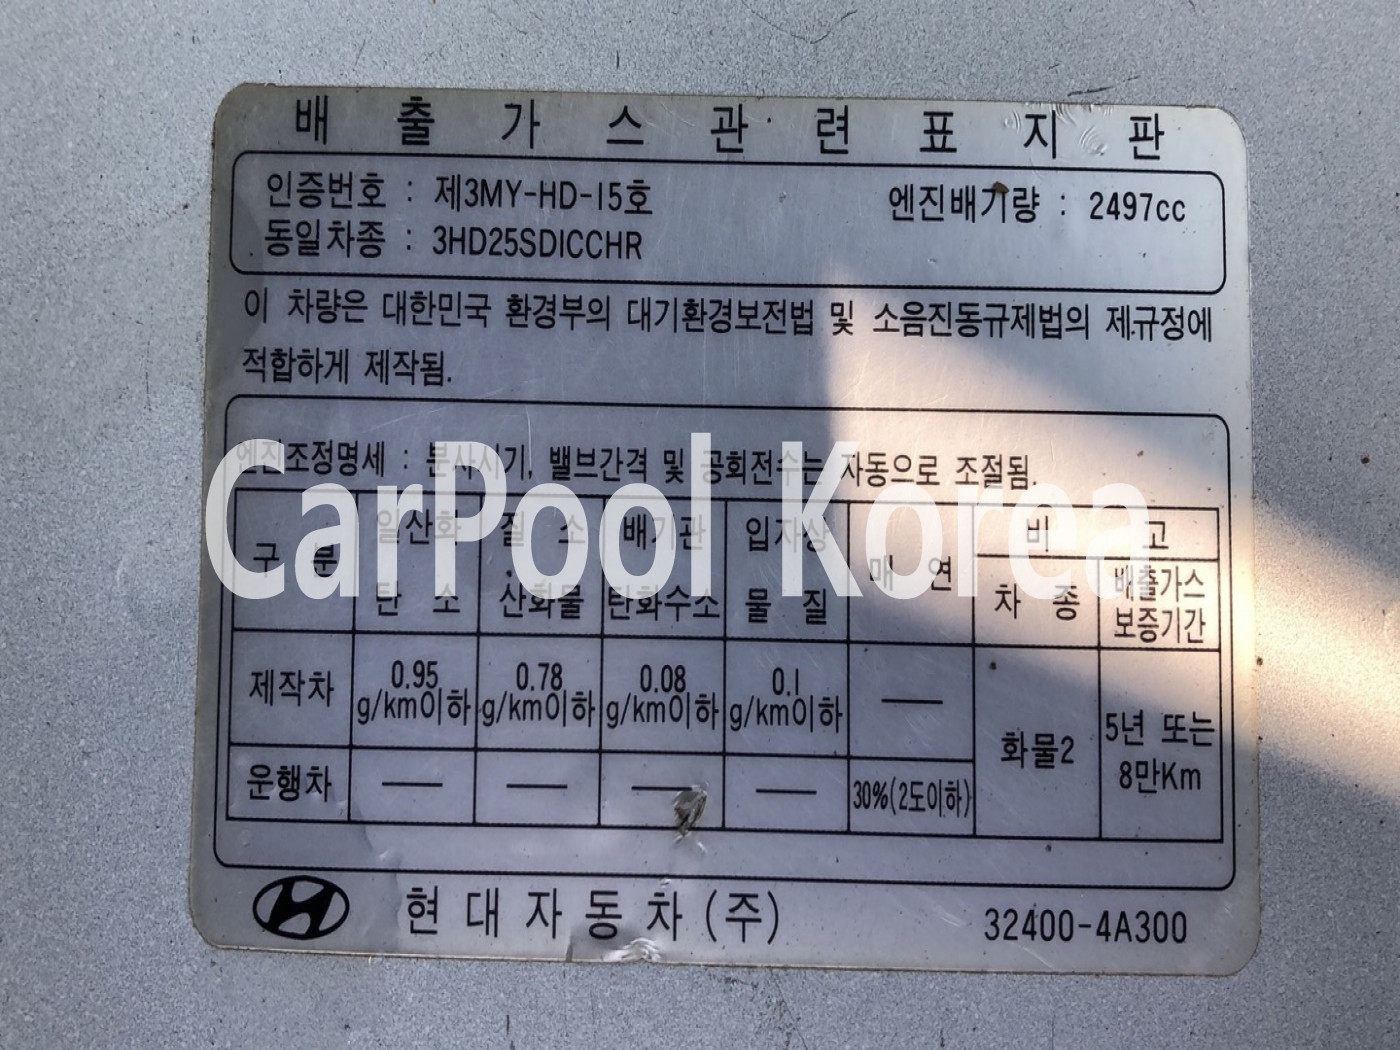 배 출 가 스 관 련 표 지 판
인증번호 : 제3MY-HD-15호 엔진배기량 : 2497cc
동일차종 : 3HD25SDICCHR
이 차량은 대한민국 환경부의 대기환경보전법 및 소음진동규제법의 제규정에
적합하게 제작됨.
엔진조정명세 : 분사시기, 밸브간격 및 공회전수는 자동으로 조절됨.
CarPool Korea
구 분 일산화 탄 소 질 소 산화물 배기관 탄화수소 입자상 물 질 매 연 비 고
차 종 배출가스 보증기간
제작차 0.95 g/km이하 0.78 g/km이하 0.08 g/km이하 0.1 g/km이하 — 화물2 5년 또는 8만Km
운행차 — — — — 30%(2도이하)
현대자동차(주) 32400-4A300